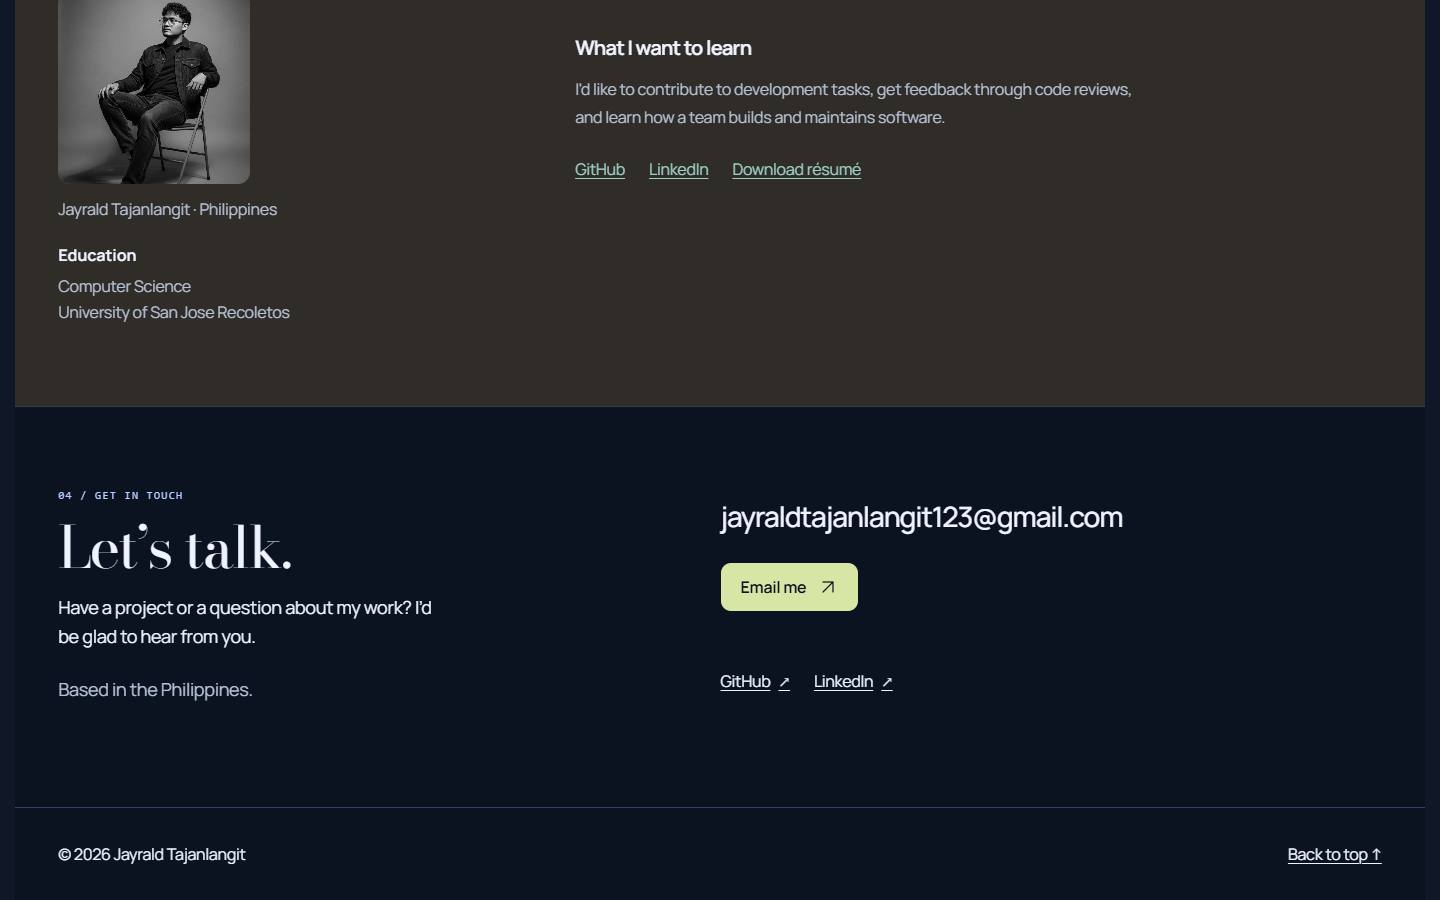 What I want to learn
I'd like to contribute to development tasks, get feedback through code reviews,
and learn how a team builds and maintains software.
GitHub LinkedIn Download résumé
Jayrald Tajanlangit · Philippines
Education
Computer Science
University of San Jose Recoletos
04 / GET IN TOUCH
Let’s talk.
Have a project or a question about my work? I’d
be glad to hear from you.
Based in the Philippines.
jayraldtajanlangit123@gmail.com
Email me
GitHub ↗ LinkedIn ↗
© 2026 Jayrald Tajanlangit
Back to top ↑